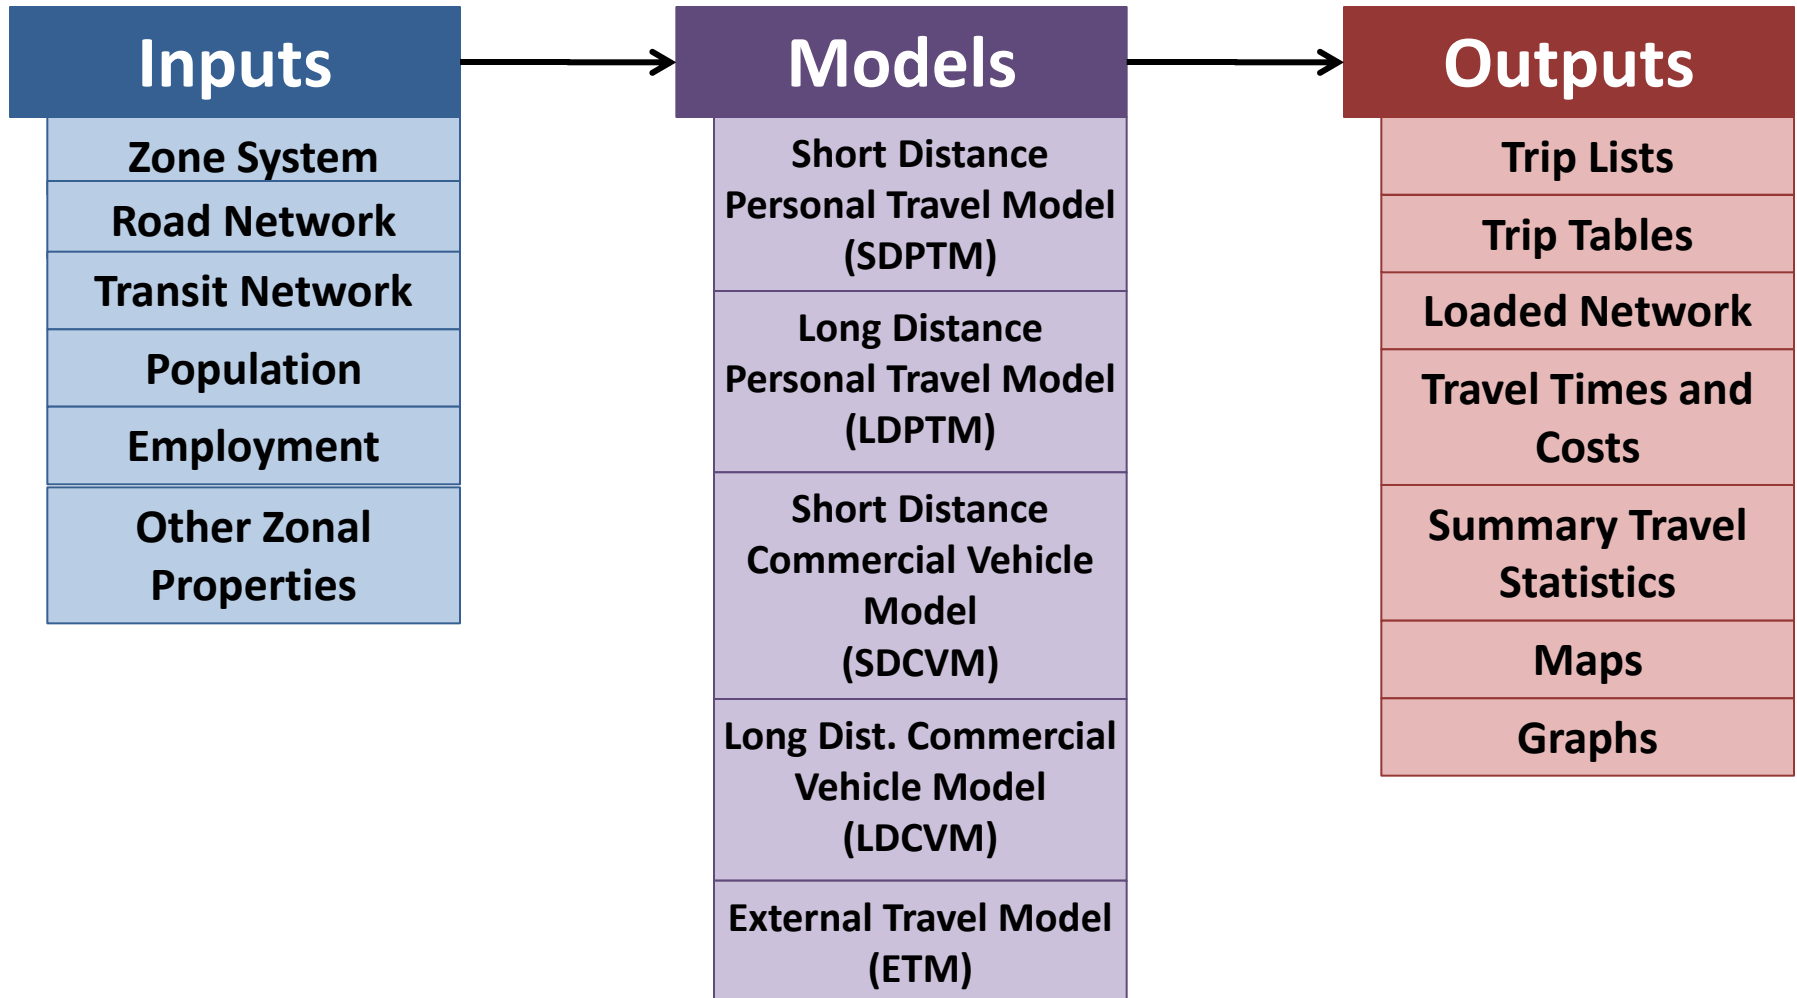 Inputs
Zone System
Road Network
Transit Network
Population
Employment
Other Zonal
Properties
Models
Short Distance
Personal Travel Model
(SDPTM)
Long Distance
Personal Travel Model
(LDPTM)
Short Distance
Commercial Vehicle
Model
(SDCVM)
Long Dist. Commercial
Vehicle Model
(LDCVM)
External Travel Model
(ETM)
Outputs
Trip Lists
Trip Tables
Loaded Network
Travel Times and
Costs
Summary Travel
Statistics
Maps
Graphs